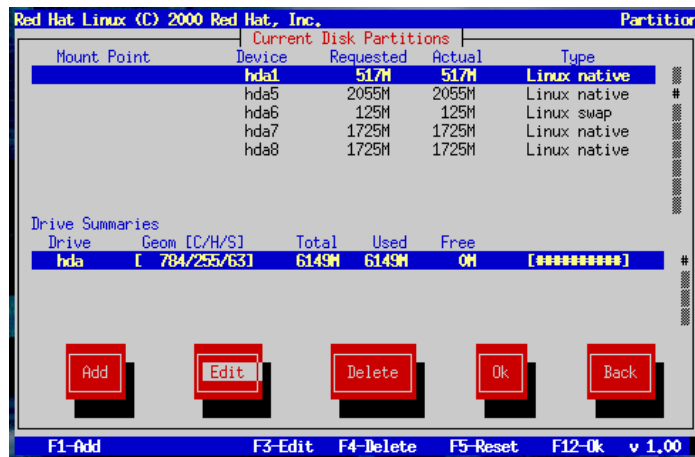 Red Hat Linux (C) 2000 Red Hat, Inc. Partition
Current Disk Partitions
Mount Point Device Requested Actual Type
hda1 517M 517M Linux native
hda5 2055M 2055M Linux native #
hda6 125M 125M Linux swap
hda7 1725M 1725M Linux native
hda8 1725M 1725M Linux native
Drive Summaries
Drive Geom [C/H/S] Total Used Free
hda [ 784/255/63] 6149M 6149M 0M [##########] #
Add Edit Delete Ok Back
F1-Add F3-Edit F4-Delete F5-Reset F12-Ok v 1.00